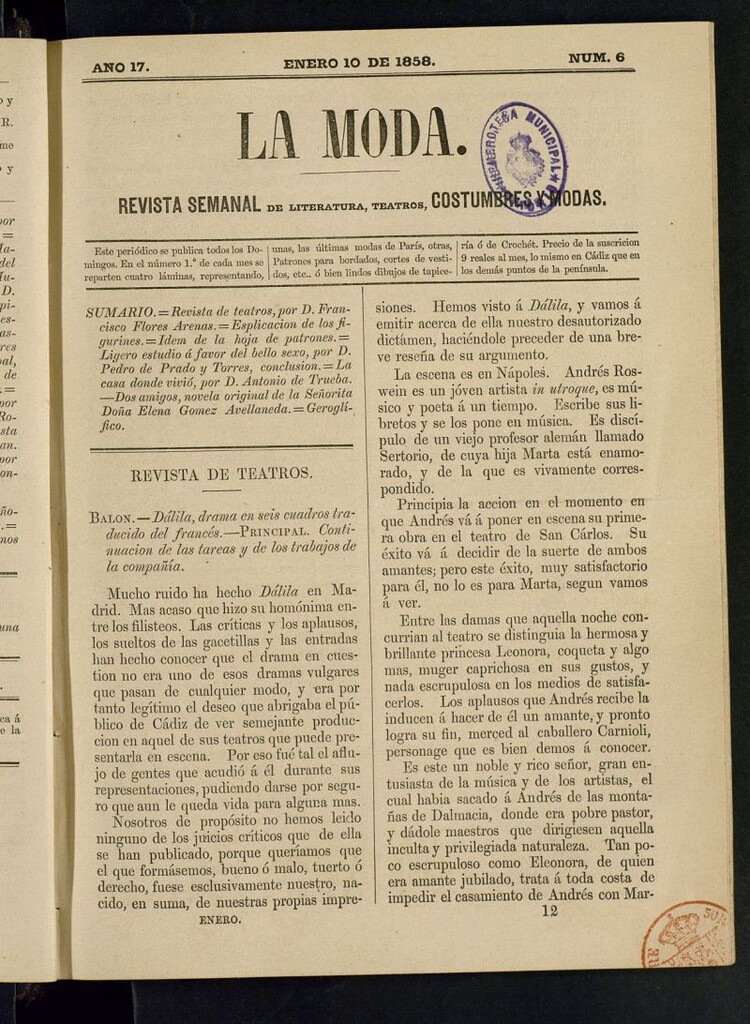 AÑO 17. ENERO 10 DE 1858. NUM. 6
LA MODA.
HEMEROTECA MUNICIPAL
REVISTA SEMANAL DE LITERATURA, TEATROS, COSTUMBRES Y MODAS.
Este periódico se publica todos los Do-
mingos. En el número 1.º de cada mes se
reparten cuatro láminas, representando,
unas, las últimas modas de París, otras,
Patrones para bordados, cortes de vesti-
dos, etc.. ó bien lindos dibujos de tapice-
ría ó de Crochét. Precio de la suscricion
9 reales al mes, lo mismo en Cádiz que en
los demás puntos de la península.
SUMARIO.=Revista de teatros, por D. Fran-
cisco Flores Arenas.=Esplicacion de los fi-
gurines.=Idem de la hoja de patrones.=
Ligero estudio á favor del bello sexo, por D.
Pedro de Prado y Torres, conclusion.=La
casa donde vivió, por D. Antonio de Trueba.
—Dos amigos, novela original de la Señorita
Doña Elena Gomez Avellaneda.=Geroglí-
fico.
REVISTA DE TEATROS.
BALON.—Dálila, drama en seis cuadros tra-
ducido del francés.—PRINCIPAL. Conti-
nuacion de las tareas y de los trabajos de
la compañía.
Mucho ruido ha hecho Dálila en Ma-
drid. Mas acaso que hizo su homónima en-
tre los filisteos. Las críticas y los aplausos,
los sueltos de las gacetillas y las entradas
han hecho conocer que el drama en cues-
tion no era uno de esos dramas vulgares
que pasan de cualquier modo, y era por
tanto legítimo el deseo que abrigaba el pú-
blico de Cádiz de ver semejante produc-
cion en aquel de sus teatros que puede pre-
sentarla en escena. Por eso fué tal el aflu-
jo de gentes que acudió á él durante sus
representaciones, pudiendo darse por se-
guro que aun le queda vida para alguna mas.
Nosotros de propósito no hemos leido
ninguno de los juicios críticos que de ella
se han publicado, porque queríamos que
el que formásemos, bueno ó malo, tuerto ó
derecho, fuese esclusivamente nuestro, na-
cido, en suma, de nuestras propias impre-
ENERO.
siones. Hemos visto á Dálila, y vamos á
emitir acerca de ella nuestro desautorizado
dictámen, haciéndole preceder de una bre-
ve reseña de su argumento.
La escena es en Nápoles. Andrés Ros-
wein es un jóven artista in utroque, es mú-
sico y poeta á un tiempo. Escribe sus li-
bretos y se los pone en música. Es discí-
pulo de un viejo profesor alemán llamado
Sertorio, de cuya hija Marta está enamo-
rado, y de la que es vivamente corres-
pondido.
Principia la accion en el momento en
que Andrés vá á poner en escena su prime-
ra obra en el teatro de San Cárlos. Su
éxito vá á decidir de la suerte de ambos
amantes; pero este éxito, muy satisfactorio
para él, no lo es para Marta, segun vamos
á ver.
Entre las damas que aquella noche con-
currian al teatro se distinguia la hermosa y
brillante princesa Leonora, coqueta y algo
mas, muger caprichosa en sus gustos, y
nada escrupulosa en los medios de satisfa-
cerlos. Los aplausos que Andrés recibe la
inducen á hacer de él un amante, y pronto
logra su fin, merced al caballero Carnioli,
personage que es bien demos á conocer.
Es este un noble y rico señor, gran en-
tusiasta de la música y de los artistas, el
cual habia sacado á Andrés de las monta-
ñas de Dalmacia, donde era pobre pastor,
y dádole maestros que dirigiesen aquella
inculta y privilegiada naturaleza. Tan po-
co escrupuloso como Eleonora, de quien
era amante jubilado, trata á toda costa de
impedir el casamiento de Andrés con Mar-
12